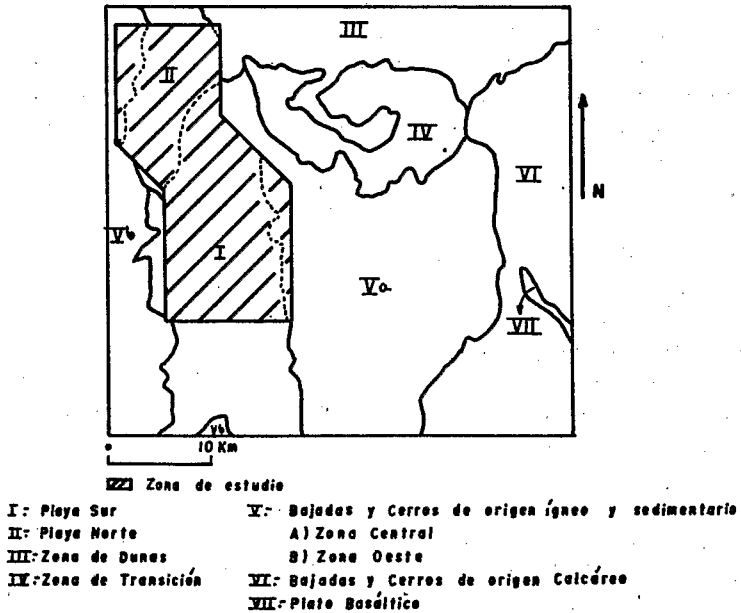 III
II
IV
VI
N
Vb
I
Va
VII
Vb
10 Km
Zona de estudio
I.- Playa Sur
II.- Playa Norte
III.- Zona de Dunas
IV.- Zona de Transición
V.- Bajadas y Cerros de origen ígneo y sedimentario
A) Zona Central
B) Zona Oeste
VI.- Bajadas y Cerros de origen Calcáreo
VII.- Plato Basáltico